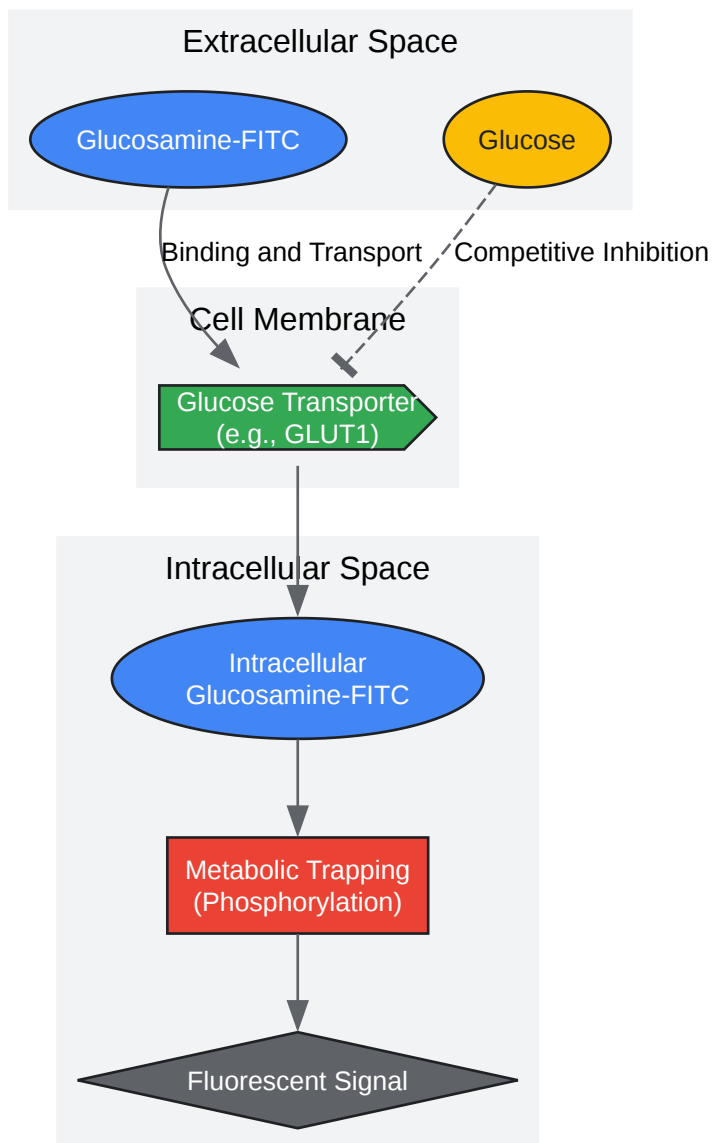 Extracellular Space
Glucosamine-FITC
Glucose
Binding and Transport
Competitive Inhibition
Cell Membrane
Glucose Transporter
(e.g., GLUT1)
Intracellular Space
Intracellular
Glucosamine-FITC
Metabolic Trapping
(Phosphorylation)
Fluorescent Signal